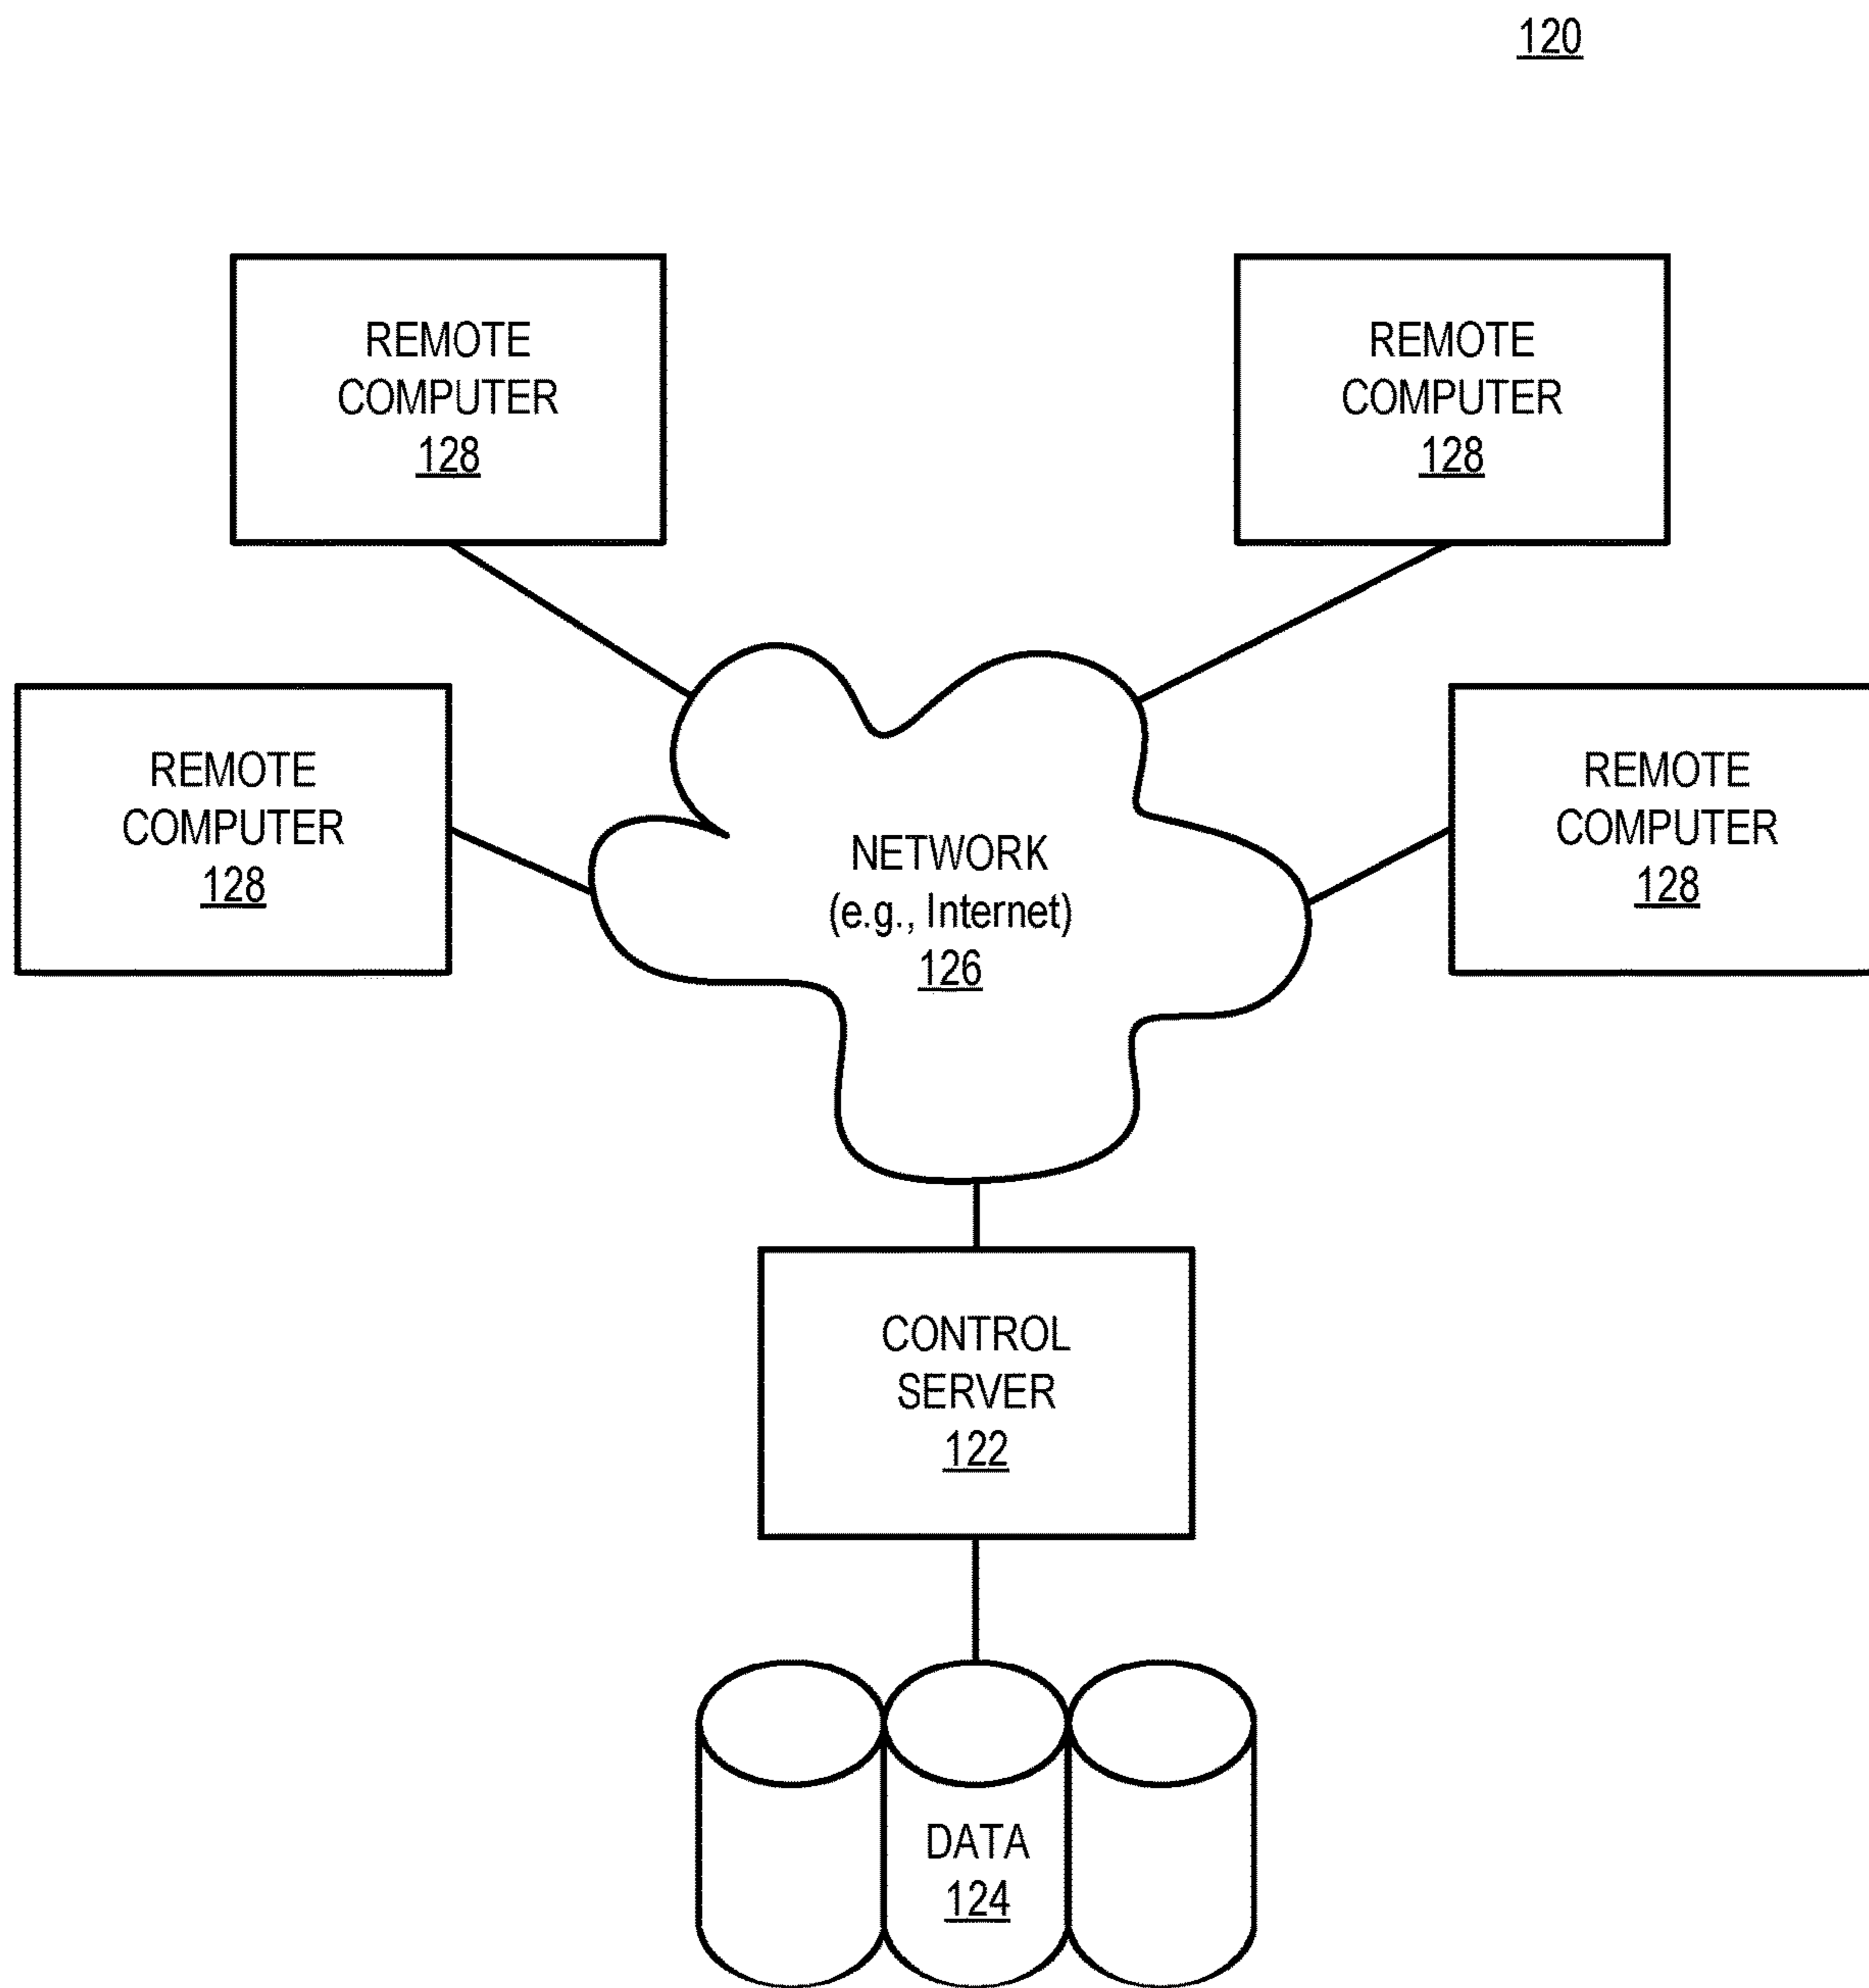 120
REMOTE
COMPUTER
128
REMOTE
COMPUTER
128
REMOTE
COMPUTER
128
NETWORK
(e.g., Internet)
126
REMOTE
COMPUTER
128
CONTROL
SERVER
122
DATA
124